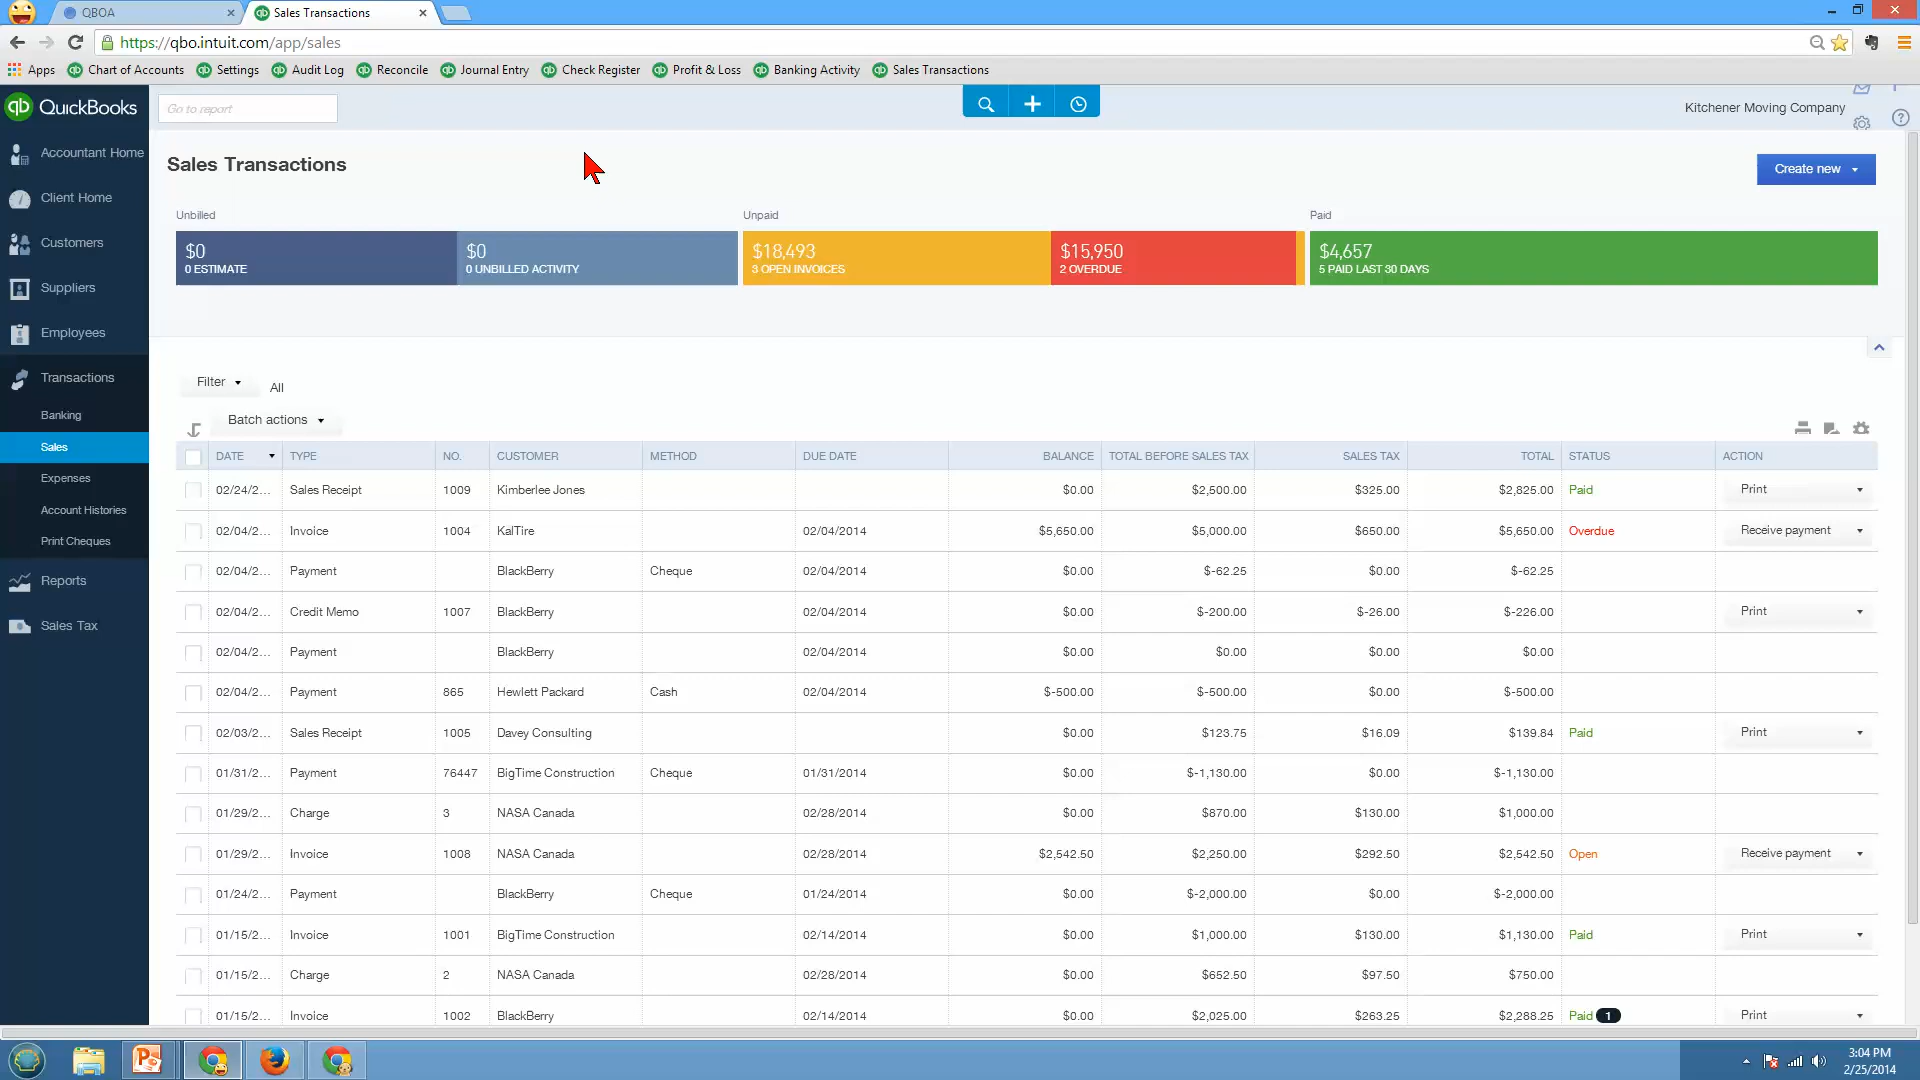 QBOA
Sales Transactions
https://qbo.intuit.com/app/sales
Apps Chart of Accounts Settings Audit Log Reconcile Journal Entry Check Register Profit & Loss Banking Activity Sales Transactions
qb QuickBooks
Go to report
Kitchener Moving Company
Accountant Home
Client Home
Customers
Suppliers
Employees
Transactions
Banking
Sales
Expenses
Account Histories
Print Cheques
Reports
Sales Tax
Sales Transactions
Create new
Unbilled Unpaid Paid
$0 $0 $18,493 $15,950 $4,657
0 ESTIMATE 0 UNBILLED ACTIVITY 3 OPEN INVOICES 2 OVERDUE 5 PAID LAST 30 DAYS
Filter All
Batch actions
DATE TYPE NO. CUSTOMER METHOD DUE DATE BALANCE TOTAL BEFORE SALES TAX SALES TAX TOTAL STATUS ACTION
02/24/2... Sales Receipt 1009 Kimberlee Jones $0.00 $2,500.00 $325.00 $2,825.00 Paid Print
02/04/2... Invoice 1004 KalTire 02/04/2014 $5,650.00 $5,000.00 $650.00 $5,650.00 Overdue Receive payment
02/04/2... Payment BlackBerry Cheque 02/04/2014 $0.00 $-62.25 $0.00 $-62.25
02/04/2... Credit Memo 1007 BlackBerry 02/04/2014 $0.00 $-200.00 $-26.00 $-226.00 Print
02/04/2... Payment BlackBerry 02/04/2014 $0.00 $0.00 $0.00 $0.00
02/04/2... Payment 865 Hewlett Packard Cash 02/04/2014 $-500.00 $-500.00 $0.00 $-500.00
02/03/2... Sales Receipt 1005 Davey Consulting $0.00 $123.75 $16.09 $139.84 Paid Print
01/31/2... Payment 76447 BigTime Construction Cheque 01/31/2014 $0.00 $-1,130.00 $0.00 $-1,130.00
01/29/2... Charge 3 NASA Canada 02/28/2014 $0.00 $870.00 $130.00 $1,000.00
01/29/2... Invoice 1008 NASA Canada 02/28/2014 $2,542.50 $2,250.00 $292.50 $2,542.50 Open Receive payment
01/24/2... Payment BlackBerry Cheque 01/24/2014 $0.00 $-2,000.00 $0.00 $-2,000.00
01/15/2... Invoice 1001 BigTime Construction 02/14/2014 $0.00 $1,000.00 $130.00 $1,130.00 Paid Print
01/15/2... Charge 2 NASA Canada 02/28/2014 $0.00 $652.50 $97.50 $750.00
01/15/2... Invoice 1002 BlackBerry 02/14/2014 $0.00 $2,025.00 $263.25 $2,288.25 Paid 1 Print
3:04 PM
2/25/2014